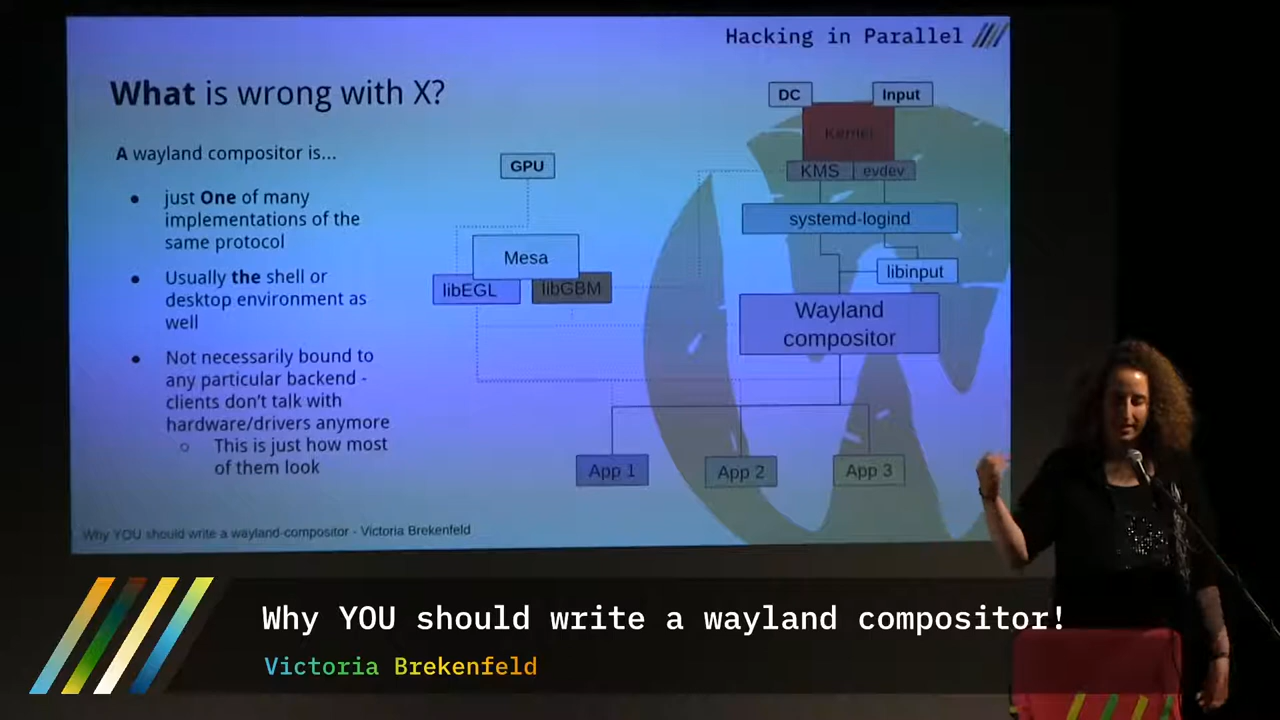 Hacking in Parallel
What is wrong with X?
A wayland compositor is...
just One of many
implementations of the
same protocol
Usually the shell or
desktop environment as
well
Not necessarily bound to
any particular backend -
clients don't talk with
hardware/drivers anymore
This is just how most
of them look
GPU
Mesa
libEGL
libGBM
DC
Input
Kernel
KMS
evdev
systemd-logind
libinput
Wayland
compositor
App 1
App 2
App 3
Why YOU should write a wayland-compositor - Victoria Brekenfeld
Why YOU should write a wayland compositor!
Victoria Brekenfeld